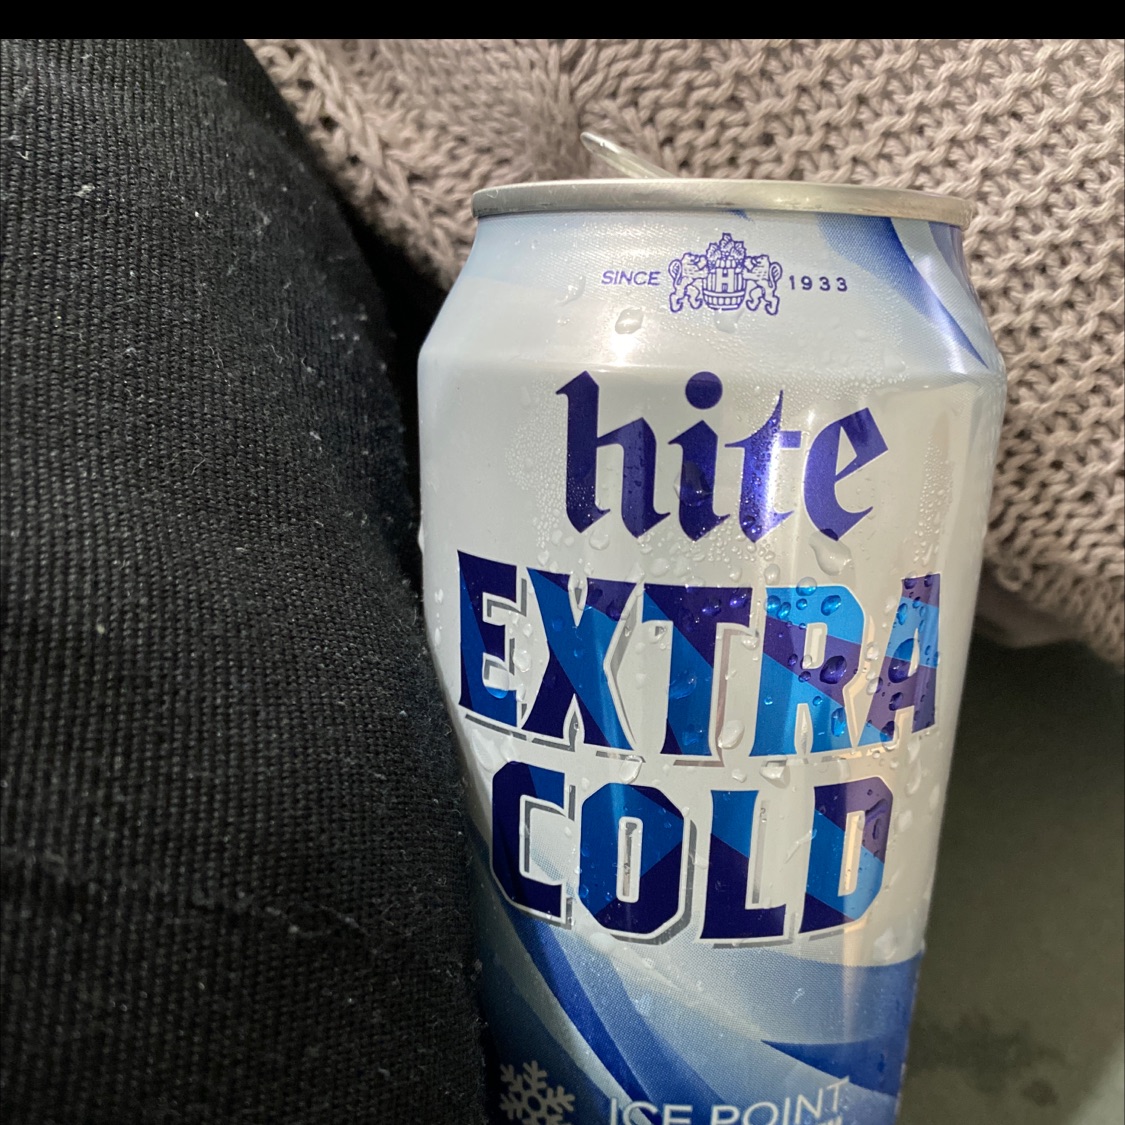 SINCE 1933
hite
EXTRA
COLD
ICE POINT